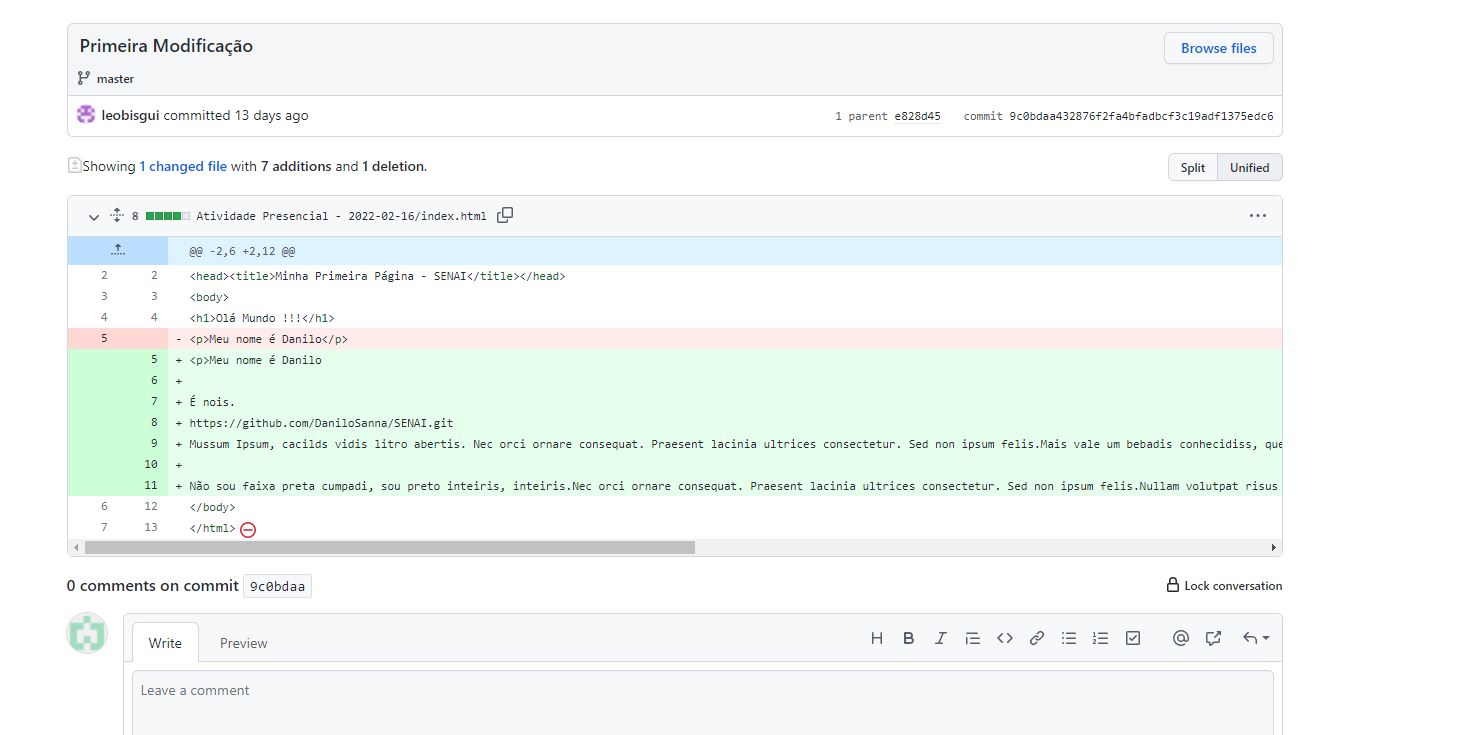 Primeira Modificação
Browse files
master
leobisgui committed 13 days ago
1 parent e828d45 commit 9c0bdaa432876f2fa4bfadbcf3c19adf1375edc6
Showing 1 changed file with 7 additions and 1 deletion.
Split Unified
8 Atividade Presencial - 2022-02-16/index.html
@@ -2,6 +2,12 @@
2 2 <head><title>Minha Primeira Página - SENAI</title></head>
3 3 <body>
4 4 <h1>Olá Mundo !!!</h1>
5 - <p>Meu nome é Danilo</p>
5 + <p>Meu nome é Danilo
6 +
7 + É nois.
8 + https://github.com/DaniloSanna/SENAI.git
9 + Mussum Ipsum, cacilds vidis litro abertis. Nec orci ornare consequat. Praesent lacinia ultrices consectetur. Sed non ipsum felis.Mais vale um bebadis conhecidiss, que
10 +
11 + Não sou faixa preta cumpadi, sou preto inteiris, inteiris.Nec orci ornare consequat. Praesent lacinia ultrices consectetur. Sed non ipsum felis.Nullam volutpat risus
6 12 </body>
7 13 </html>
0 comments on commit 9c0bdaa
Lock conversation
Write Preview
Leave a comment